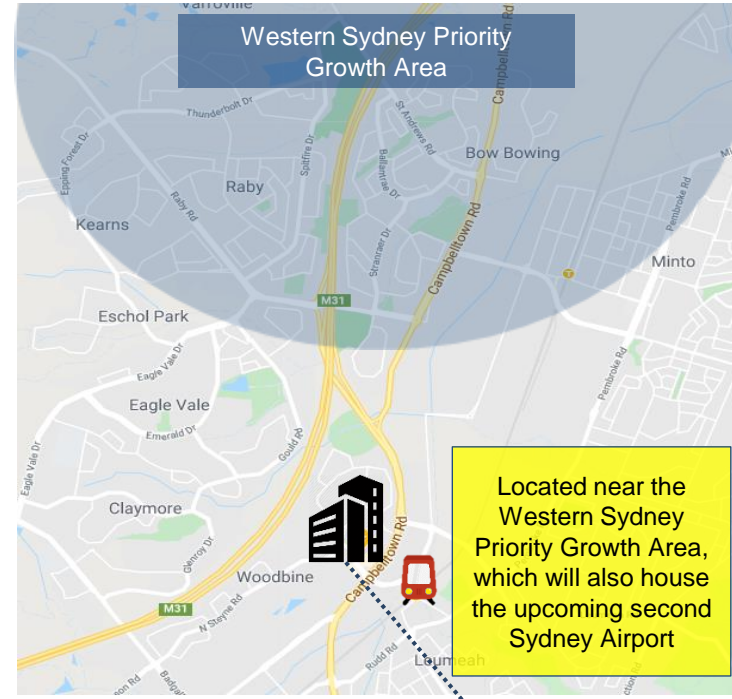 Varroville
Western Sydney Priority
Growth Area
Campbelltown Rd
Thunderbolt Dr
St Andrews Rd
Spitfire Dr
Ballantrae Dr
Bow Bowing
Epping Forest Dr
Raby
Raby Rd
Pembroke Rd
Kearns
Stranraer Dr
Campbelltown Rd
Minto
M31
Eschol Park
Eagle Vale Dr
Pembroke Rd
Eagle Vale
Emerald Dr
Gould Rd
Eagle Vale Dr
Claymore
Located near the
Western Sydney
Priority Growth Area,
which will also house
the upcoming second
Sydney Airport
Glenroy Dr
Campbelltown Rd
Woodbine
M31
N Steyne Rd
Rudd Rd
Leumeah